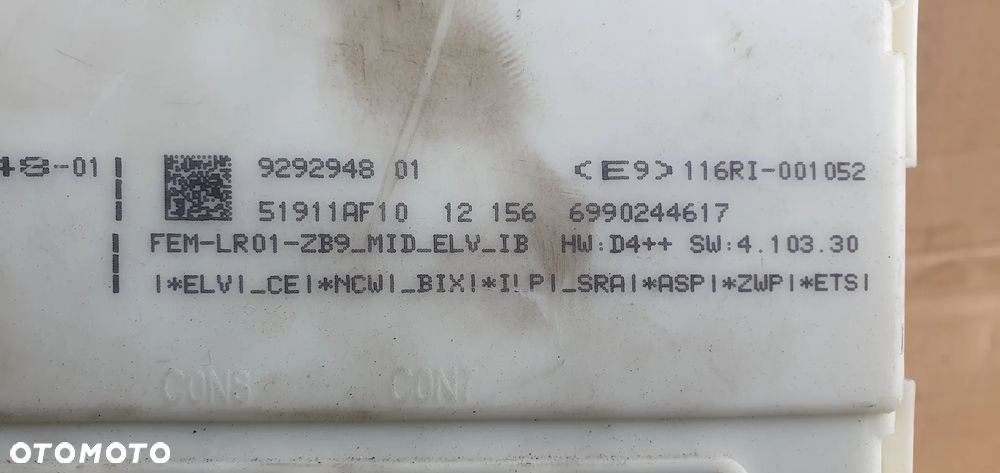 8-01 | 9292948 01 <E9> 116RI-001052
51911AF10 12 156 6990244617
FEM-LR01-ZB9_MID_ELV_IB HW:D4++ SW:4.103.30
|*ELV|_CE|*NCW|_BIX|*I!P|_SRA|*ASP|*ZWP|*ETS|
CON8 CON7
OTOMOTO